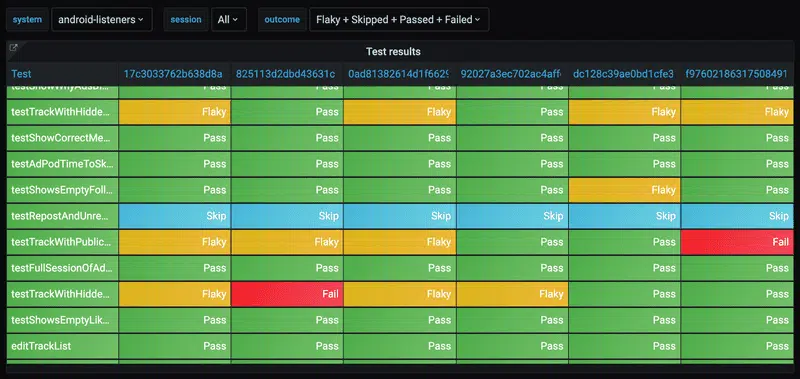 system android-listeners session All outcome Flaky + Skipped + Passed + Failed
Test results
Test 17c3033762b638d8a 825113d2dbd43631c 0ad81382614d1f6629 92027a3ec702ac4aff dc128c39ae0bd1cfe3 f97602186317508491
testShowWhyAdsDi... Pass Pass Pass Pass Pass Pass
testTrackWithHidde... Flaky Pass Flaky Pass Flaky Flaky
testShowCorrectMe... Pass Pass Pass Pass Pass Pass
testAdPodTimeToSk... Pass Pass Pass Pass Pass Pass
testShowsEmptyFoll... Pass Pass Pass Pass Flaky Pass
testRepostAndUnre... Skip Skip Skip Skip Skip Skip
testTrackWithPublic... Flaky Flaky Flaky Pass Pass Fail
testFullSessionOfAd... Pass Pass Pass Pass Pass Pass
testTrackWithHidde... Flaky Fail Flaky Flaky Pass Pass
testShowsEmptyLik... Pass Pass Pass Pass Pass Pass
editTrackList Pass Pass Pass Pass Pass Pass